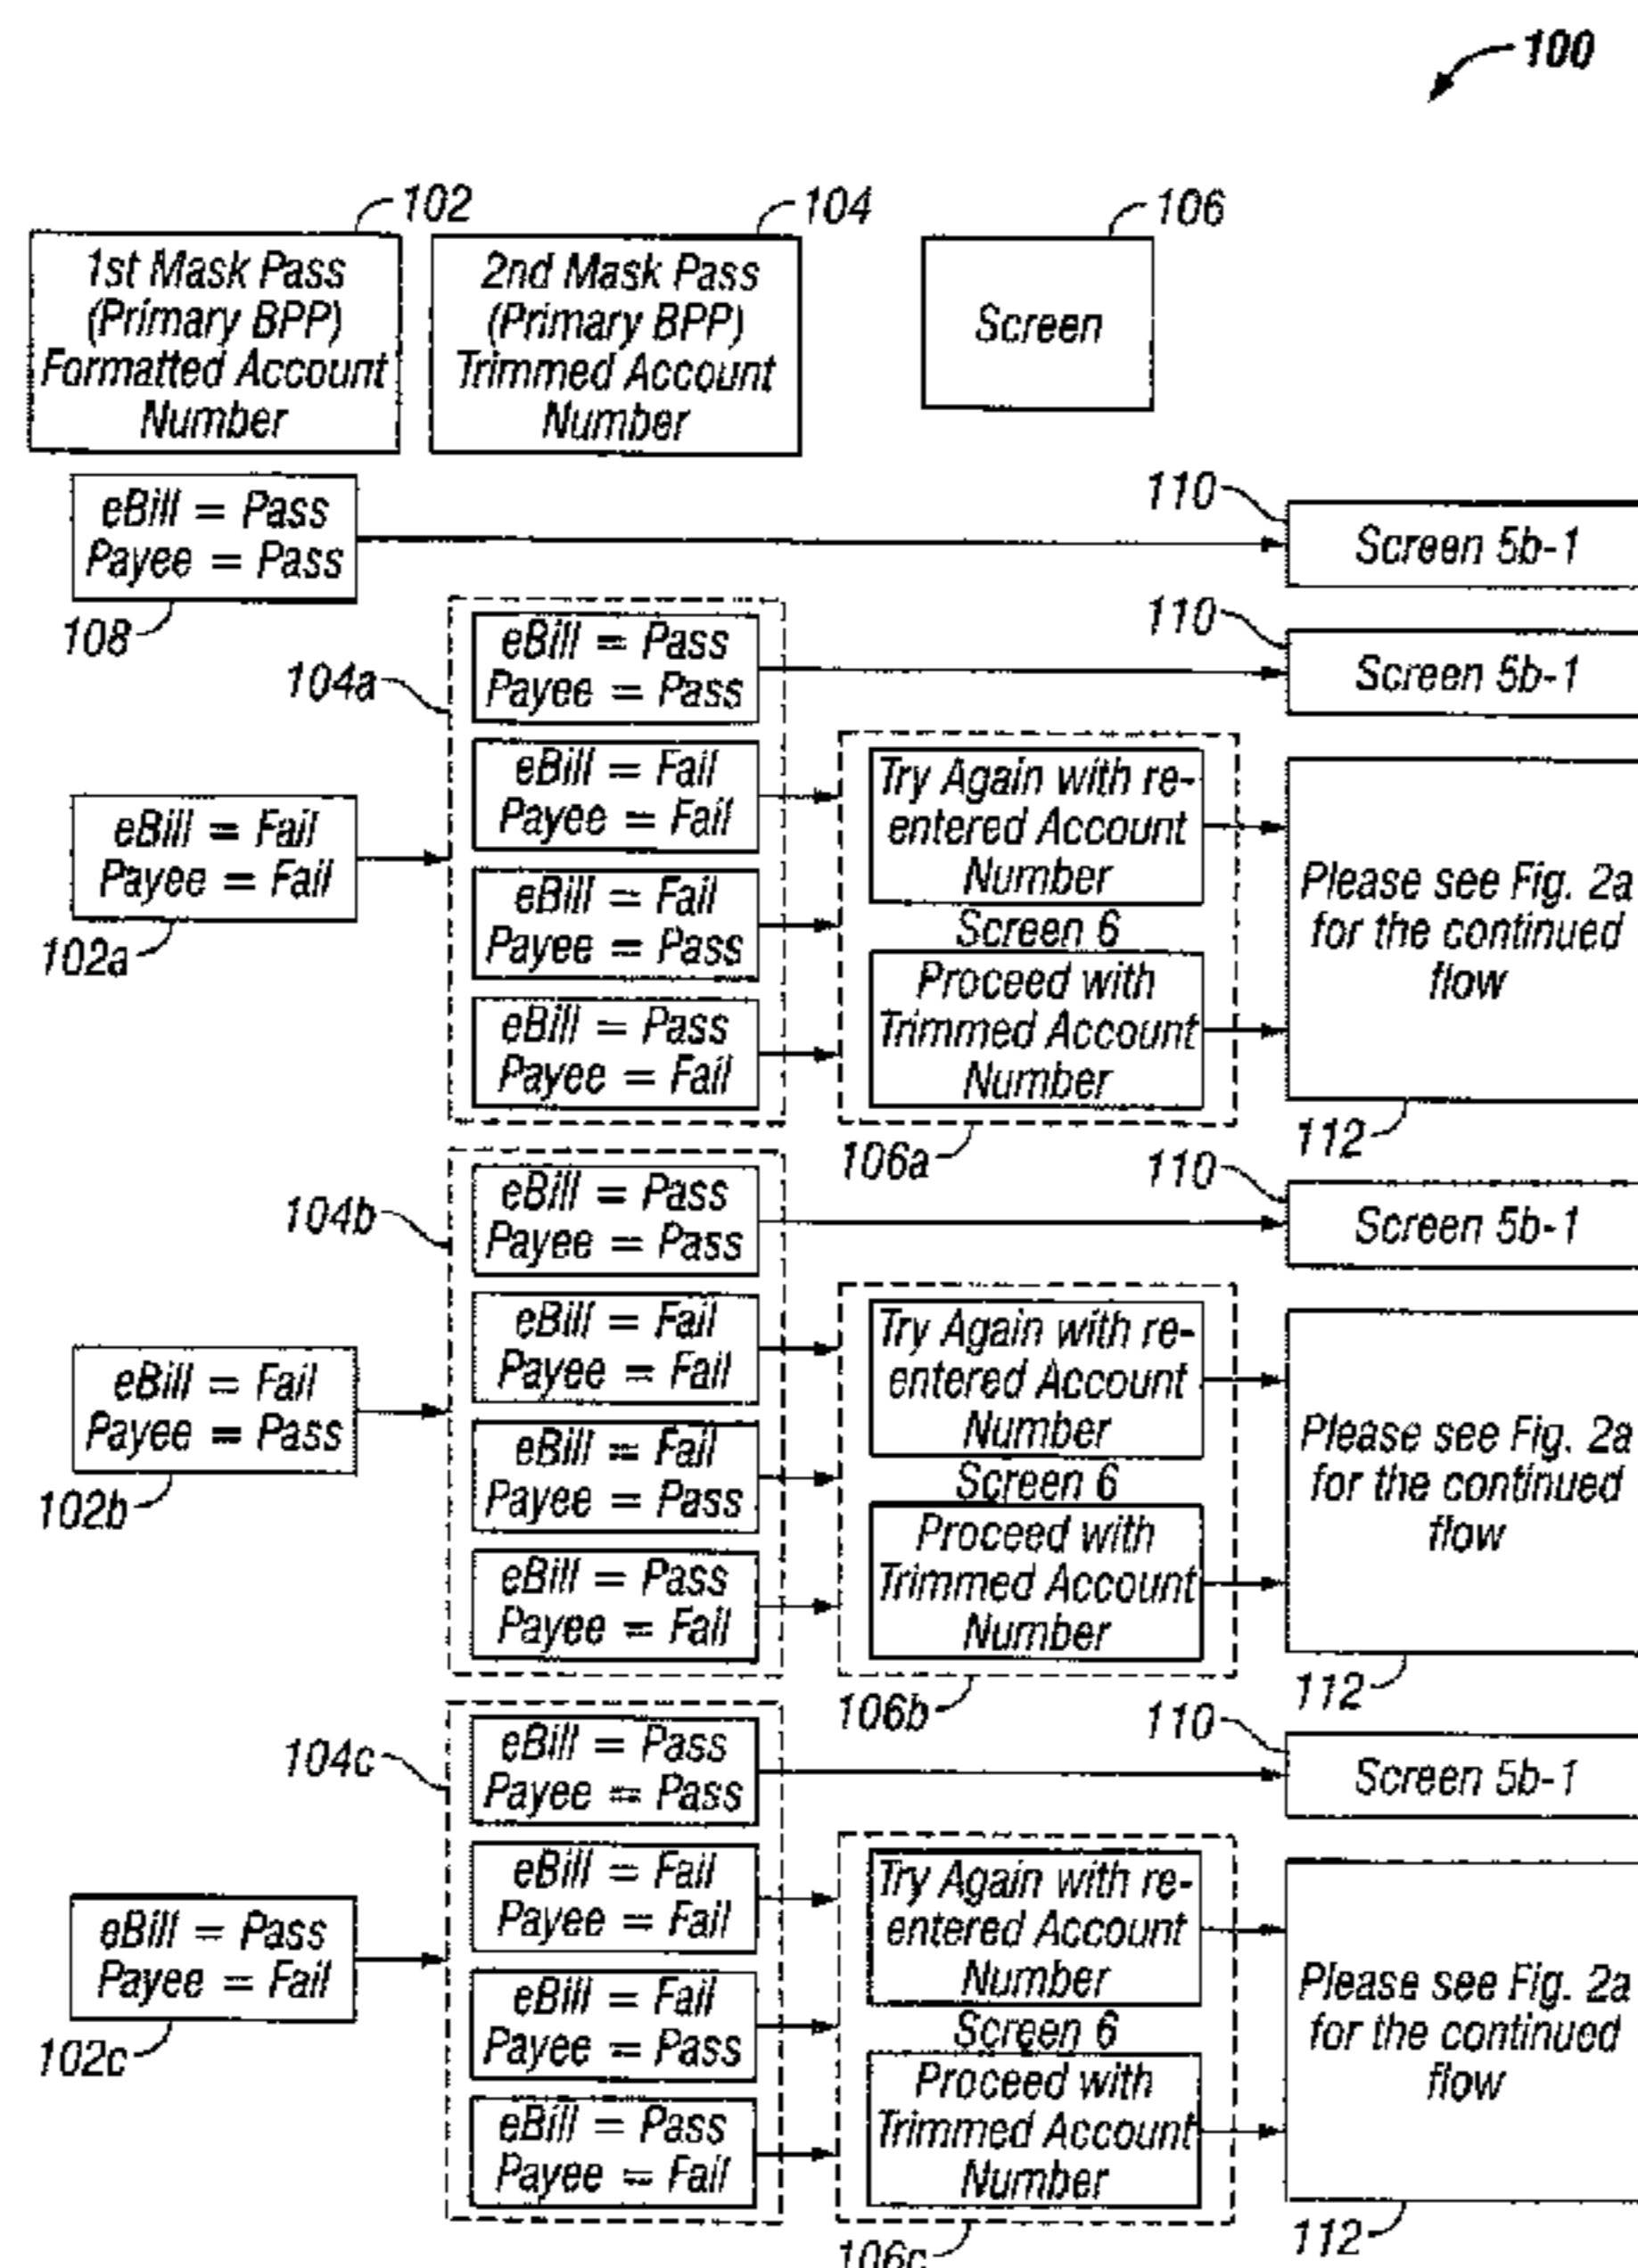 100
102
104
106
1st Mask Pass
(Primary BPP)
Formatted Account
Number
2nd Mask Pass
(Primary BPP)
Trimmed Account
Number
Screen
eBill = Pass
Payee = Pass
108
110
Screen 5b-1
104a
eBill = Pass
Payee = Pass
110
Screen 5b-1
eBill = Fail
Payee = Fail
102a
eBill = Fail
Payee = Fail
eBill = Fail
Payee = Pass
eBill = Pass
Payee = Fail
Try Again with re-
entered Account
Number
Screen 6
Proceed with
Trimmed Account
Number
106a
Please see Fig. 2a
for the continued
flow
112
104b
eBill = Pass
Payee = Pass
110
Screen 5b-1
eBill = Fail
Payee = Pass
102b
eBill = Fail
Payee = Fail
eBill = Fail
Payee = Pass
eBill = Pass
Payee = Fail
Try Again with re-
entered Account
Number
Screen 6
Proceed with
Trimmed Account
Number
106b
Please see Fig. 2a
for the continued
flow
112
104c
eBill = Pass
Payee = Pass
110
Screen 5b-1
eBill = Pass
Payee = Fail
102c
eBill = Fail
Payee = Fail
eBill = Fail
Payee = Pass
eBill = Pass
Payee = Fail
Try Again with re-
entered Account
Number
Screen 6
Proceed with
Trimmed Account
Number
106c
Please see Fig. 2a
for the continued
flow
112